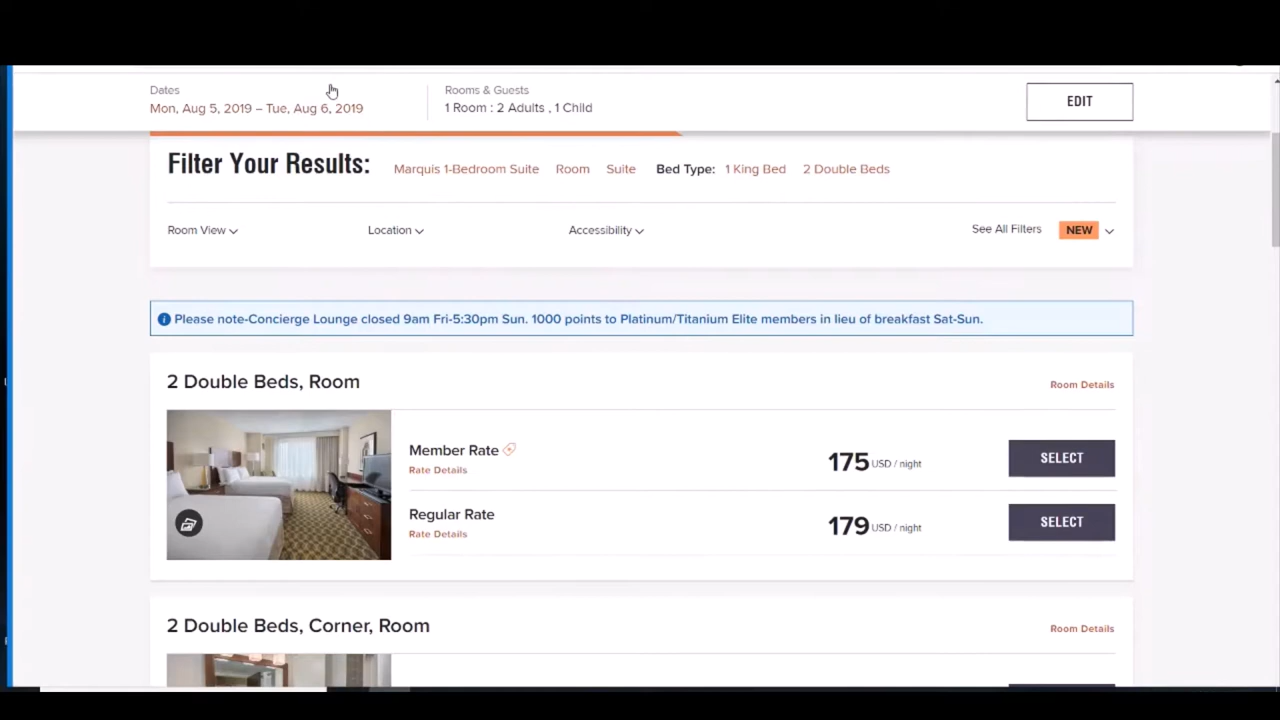 Dates
Mon, Aug 5, 2019 – Tue, Aug 6, 2019
Rooms & Guests
1 Room : 2 Adults , 1 Child
EDIT
Filter Your Results:
Marquis 1-Bedroom Suite Room Suite Bed Type: 1 King Bed 2 Double Beds
Room View Location Accessibility See All Filters NEW
Please note-Concierge Lounge closed 9am Fri-5:30pm Sun. 1000 points to Platinum/Titanium Elite members in lieu of breakfast Sat-Sun.
2 Double Beds, Room
Room Details
Member Rate
Rate Details
175 USD / night
SELECT
Regular Rate
Rate Details
179 USD / night
SELECT
2 Double Beds, Corner, Room
Room Details